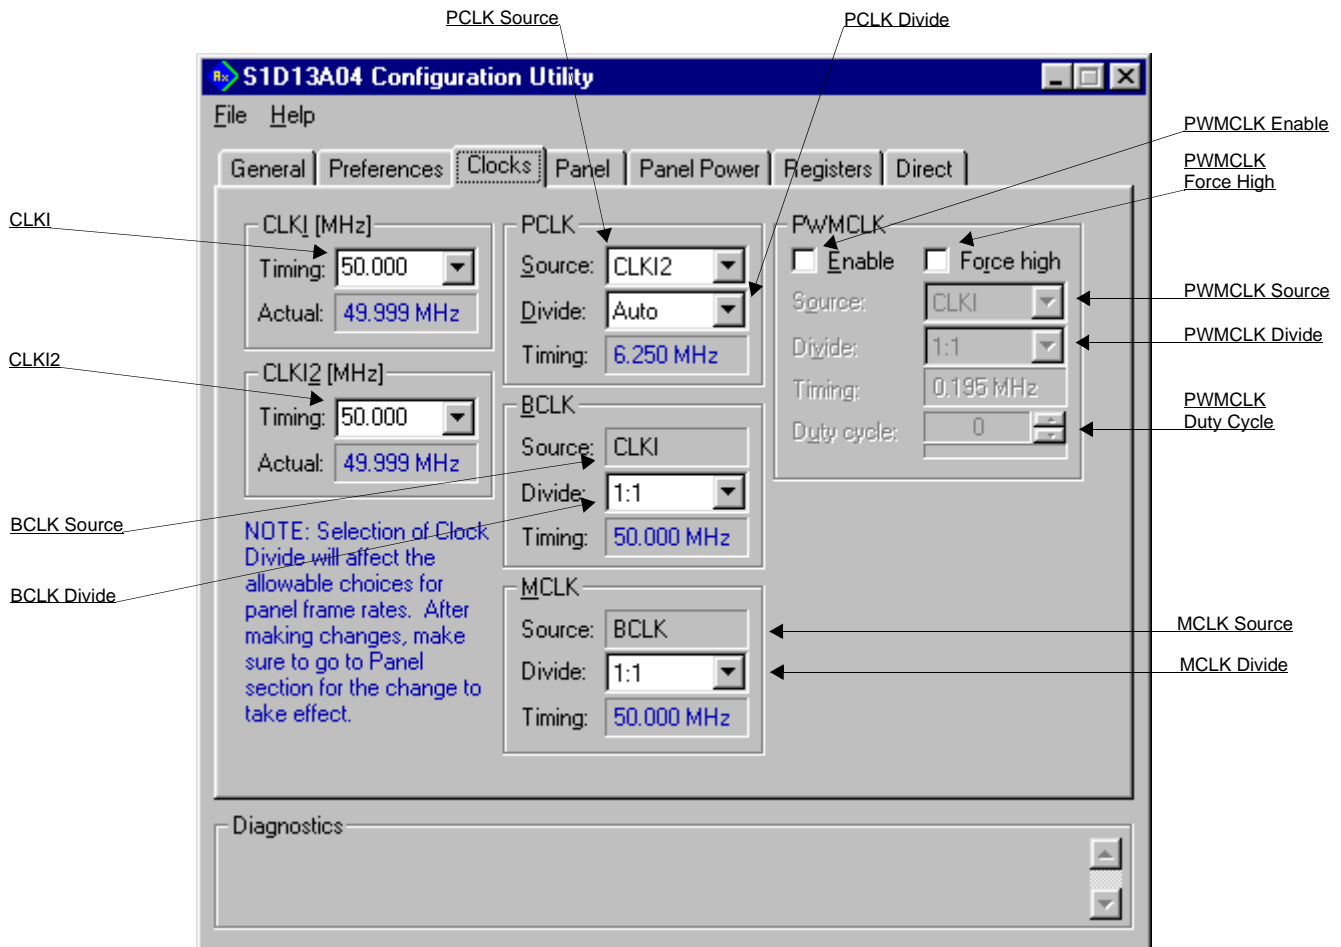 PCLK Source
PCLK Divide
S1D13A04 Configuration Utility
File Help
PWMCLK Enable
General Preferences Clocks Panel Panel Power Registers Direct
PWMCLK
Force High
CLKI
CLKI [MHz]
Timing: 50.000
Actual: 49.999 MHz
PCLK
Source: CLKI2
Divide: Auto
Timing: 6.250 MHz
PWMCLK
Enable Force high
Source: CLKI
Divide: 1:1
Timing: 0.195 MHz
Duty cycle: 0
PWMCLK Source
PWMCLK Divide
PWMCLK
Duty Cycle
CLKI2
CLKI2 [MHz]
Timing: 50.000
Actual: 49.999 MHz
BCLK
Source: CLKI
Divide: 1:1
Timing: 50.000 MHz
BCLK Source
BCLK Divide
NOTE: Selection of Clock
Divide will affect the
allowable choices for
panel frame rates. After
making changes, make
sure to go to Panel
section for the change to
take effect.
MCLK
Source: BCLK
Divide: 1:1
Timing: 50.000 MHz
MCLK Source
MCLK Divide
Diagnostics